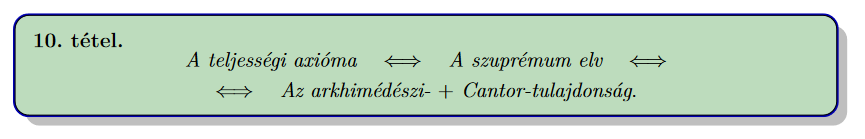 10. tétel.
A teljességi axióma ⟺ A szuprémum elv ⟺
⟺ Az arkhimédészi- + Cantor-tulajdonság.